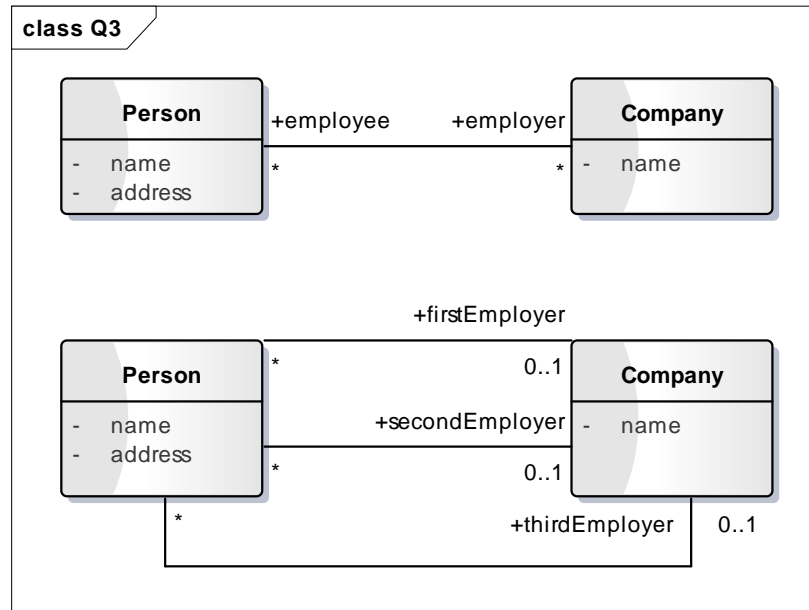 class Q3
Person
- name
- address
+employee
*
+employer
*
Company
- name
Person
- name
- address
+firstEmployer
*
0..1
+secondEmployer
*
0..1
Company
- name
*
+thirdEmployer
0..1